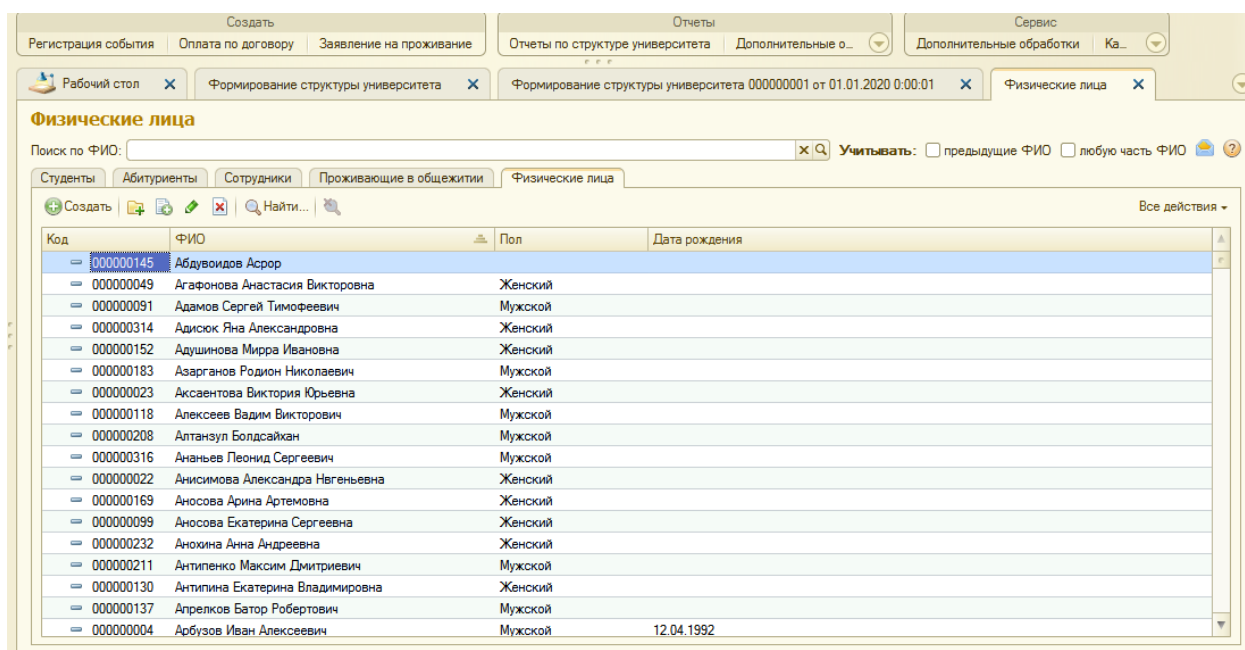 Создать Отчеты Сервис
Регистрация события Оплата по договору Заявление на проживание Отчеты по структуре университета Дополнительные о... Дополнительные обработки Ка...
Рабочий стол Формирование структуры университета Формирование структуры университета 000000001 от 01.01.2020 0:00:01 Физические лица
Физические лица
Поиск по ФИО: Учитывать: предыдущие ФИО любую часть ФИО
Студенты Абитуриенты Сотрудники Проживающие в общежитии Физические лица
Создать Найти... Все действия
Код ФИО Пол Дата рождения
000000145 Абдувоидов Асрор
000000049 Агафонова Анастасия Викторовна Женский
000000091 Адамов Сергей Тимофеевич Мужской
000000314 Адисюк Яна Александровна Женский
000000152 Адушинова Мирра Ивановна Женский
000000183 Азарганов Родион Николаевич Мужской
000000023 Аксаентова Виктория Юрьевна Женский
000000118 Алексеев Вадим Викторович Мужской
000000208 Алтанзул Болдсайхан Мужской
000000316 Ананьев Леонид Сергеевич Мужской
000000022 Анисимова Александра Нвгеньевна Женский
000000169 Аносова Арина Артемовна Женский
000000099 Аносова Екатерина Сергеевна Женский
000000232 Анохина Анна Андреевна Женский
000000211 Антипенко Максим Дмитриевич Мужской
000000130 Антипина Екатерина Владимировна Женский
000000137 Апрелков Батор Робертович Мужской
000000004 Арбузов Иван Алексеевич Мужской 12.04.1992